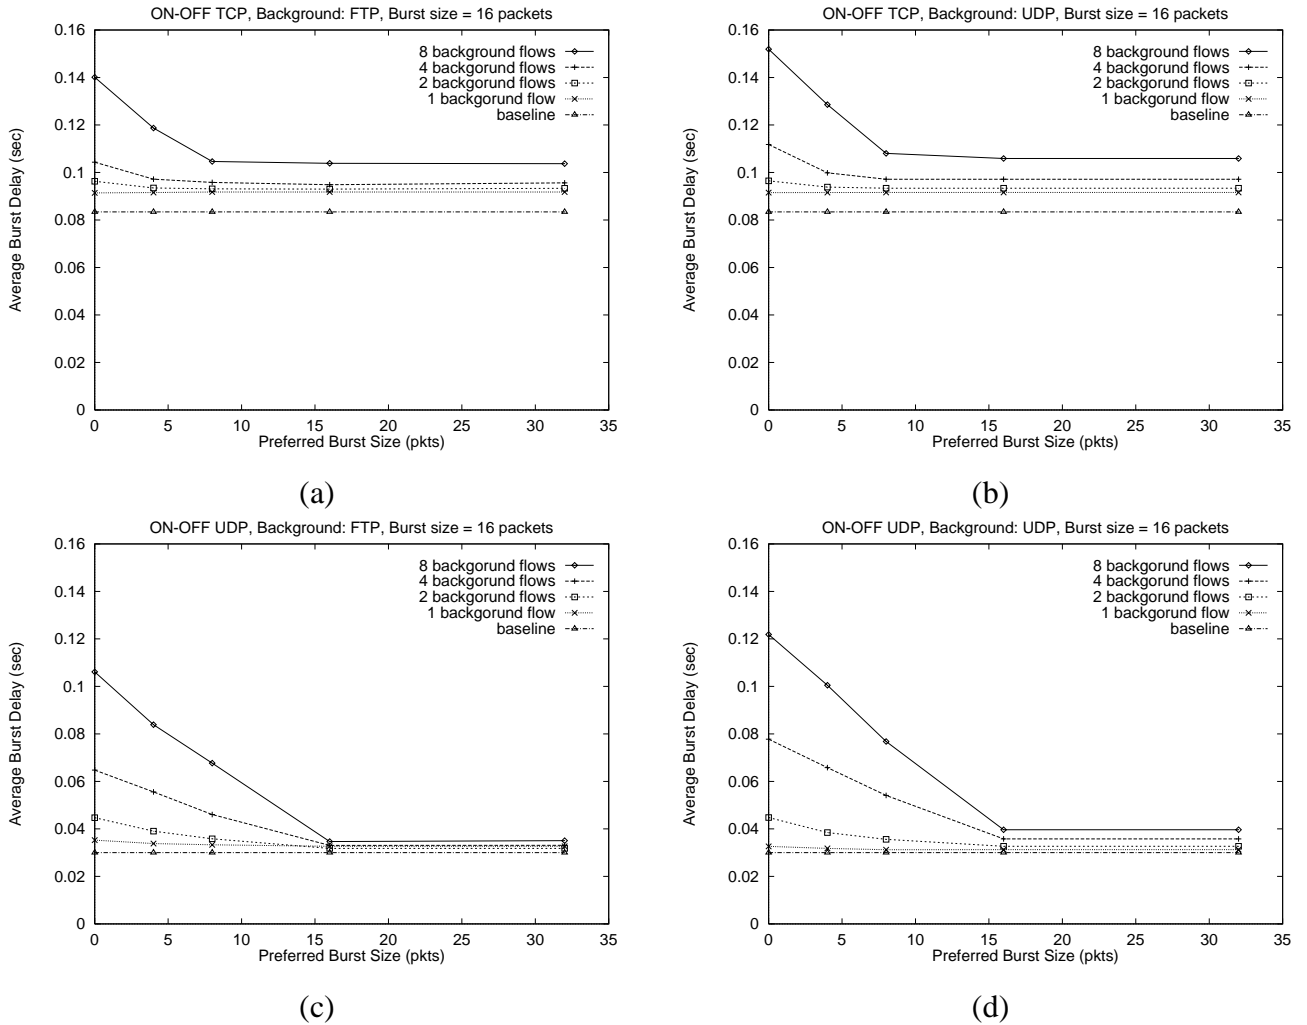 ON-OFF TCP, Background: FTP, Burst size = 16 packets
0.16
0.14
0.12
0.1
0.08
0.06
0.04
0.02
0
Average Burst Delay (sec)
8 backgorund flows
4 backgorund flows
2 backgorund flows
1 backgorund flow
baseline
0 5 10 15 20 25 30 35
Preferred Burst Size (pkts)
(a)
ON-OFF TCP, Background: UDP, Burst size = 16 packets
0.16
0.14
0.12
0.1
0.08
0.06
0.04
0.02
0
Average Burst Delay (sec)
8 backgorund flows
4 backgorund flows
2 backgorund flows
1 backgorund flow
baseline
0 5 10 15 20 25 30 35
Preferred Burst Size (pkts)
(b)
ON-OFF UDP, Background: FTP, Burst size = 16 packets
0.16
0.14
0.12
0.1
0.08
0.06
0.04
0.02
0
Average Burst Delay (sec)
8 backgorund flows
4 backgorund flows
2 backgorund flows
1 backgorund flow
baseline
0 5 10 15 20 25 30 35
Preferred Burst Size (pkts)
(c)
ON-OFF UDP, Background: UDP, Burst size = 16 packets
0.16
0.14
0.12
0.1
0.08
0.06
0.04
0.02
0
Average Burst Delay (sec)
8 backgorund flows
4 backgorund flows
2 backgorund flows
1 backgorund flow
baseline
0 5 10 15 20 25 30 35
Preferred Burst Size (pkts)
(d)